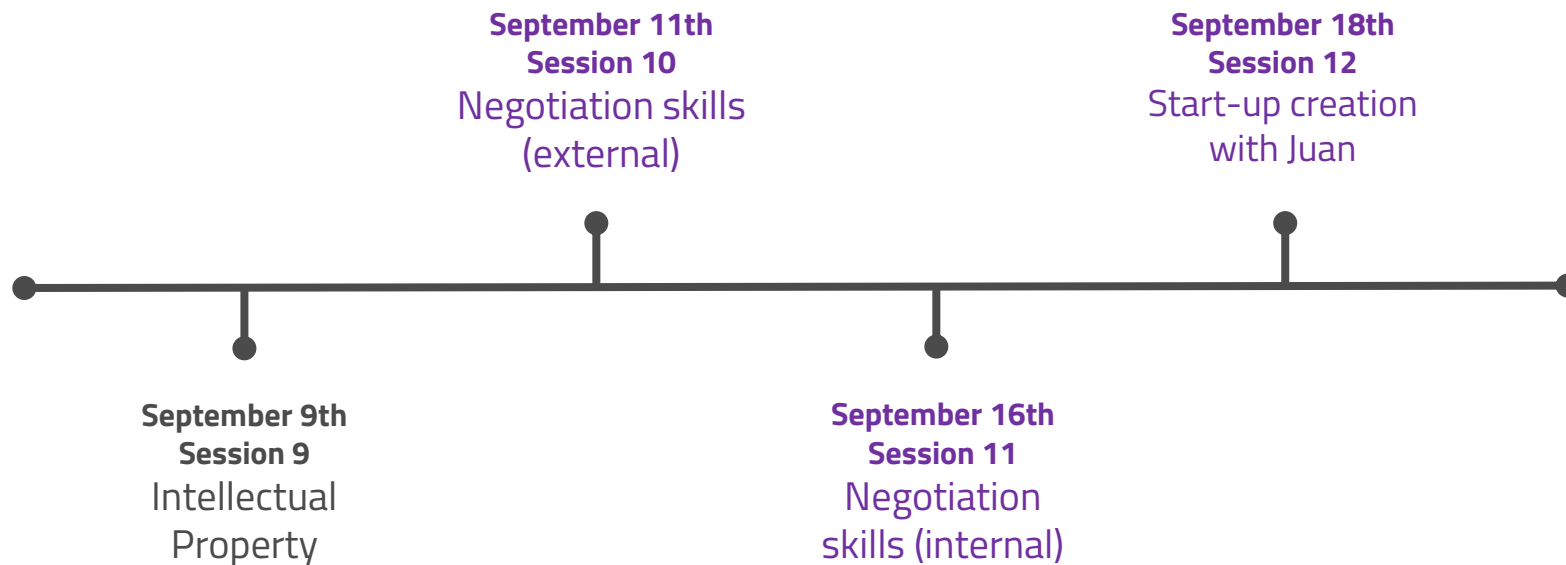 September 11th
Session 10
Negotiation skills
(external)
September 18th
Session 12
Start-up creation
with Juan
September 9th
Session 9
Intellectual
Property
September 16th
Session 11
Negotiation
skills (internal)